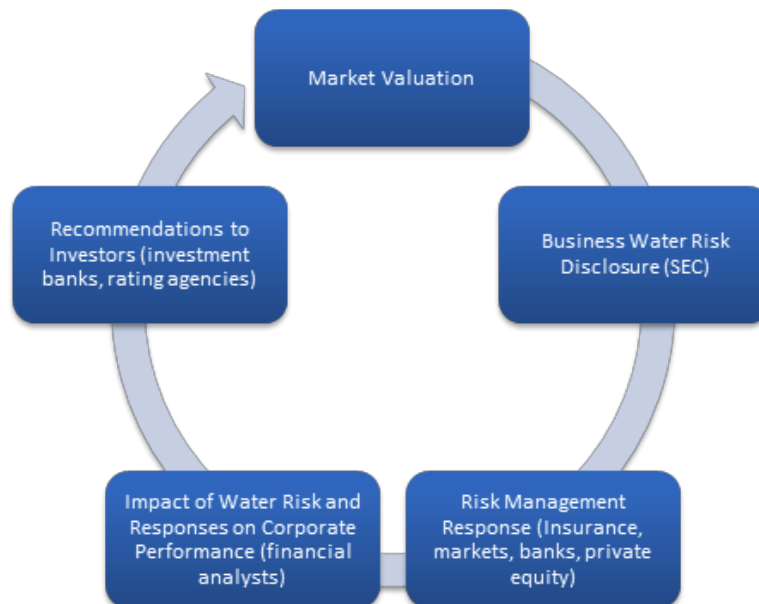 Market Valuation
Business Water Risk
Disclosure (SEC)
Risk Management
Response (Insurance,
markets, banks, private
equity)
Impact of Water Risk and
Responses on Corporate
Performance (financial
analysts)
Recommendations to
Investors (investment
banks, rating agencies)